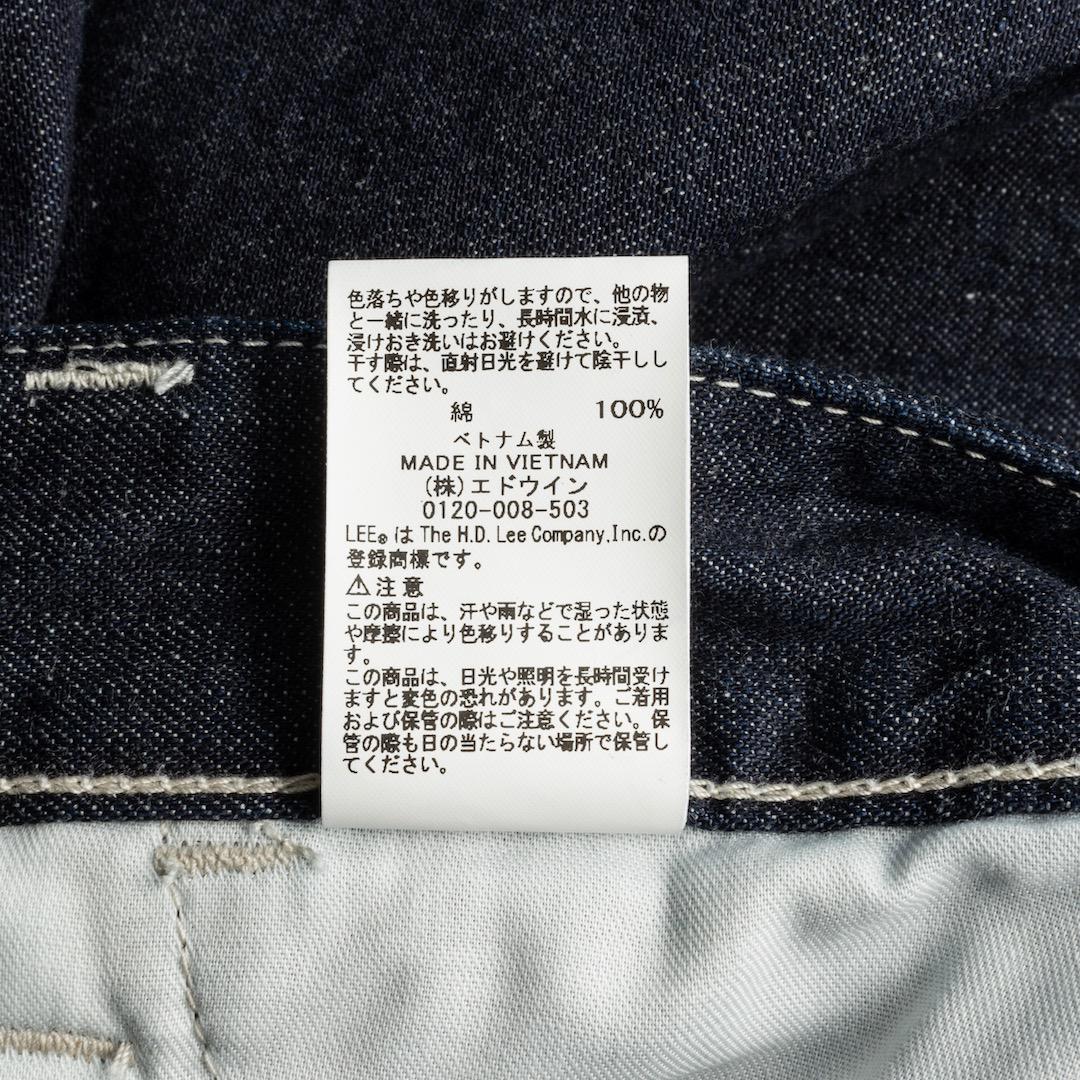 色落ちや色移りがしますので、他の物
と一緒に洗ったり、長時間水に浸済、
浸けおき洗いはお避けください。
干す際は、直射日光を避けて陰干しし
てください。
綿 100%
ベトナム製
MADE IN VIETNAM
(株)エドウイン
0120-008-503
LEE® は The H.D. Lee Company,Inc.の
登録商標です。
⚠注意
この商品は、汗や雨などで湿った状態
や摩擦により色移りすることがありま
す。
この商品は、日光や照明を長時間受け
ますと変色の恐れがあります。ご着用
および保管の際はご注意ください。保
管の際も日の当たらない場所で保管し
てください。